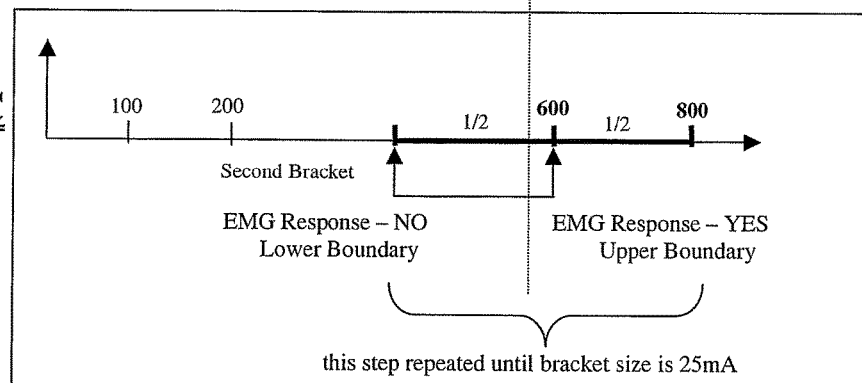 100
200
1/2
600
1/2
800
Second Bracket
EMG Response – NO
Lower Boundary
EMG Response – YES
Upper Boundary
this step repeated until bracket size is 25mA